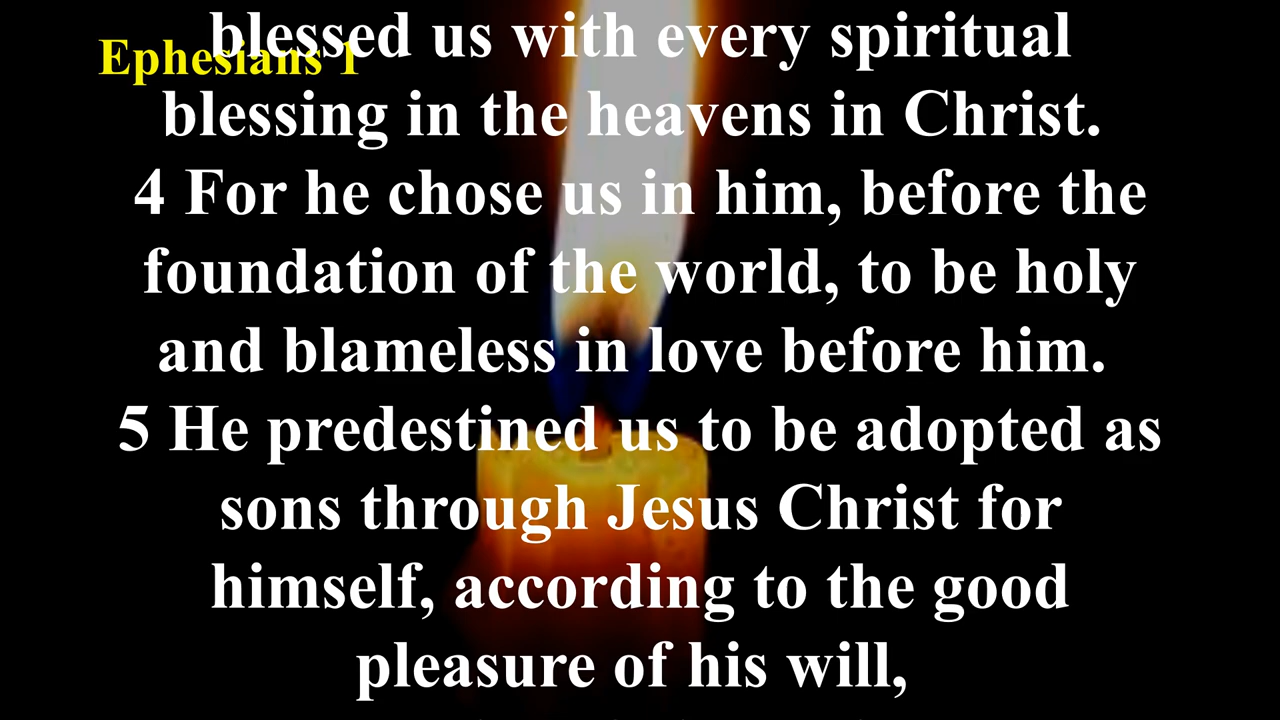 blessed us with every spiritual
Ephesians 1
blessing in the heavens in Christ.
4 For he chose us in him, before the
foundation of the world, to be holy
and blameless in love before him.
5 He predestined us to be adopted as
sons through Jesus Christ for
himself, according to the good
pleasure of his will,